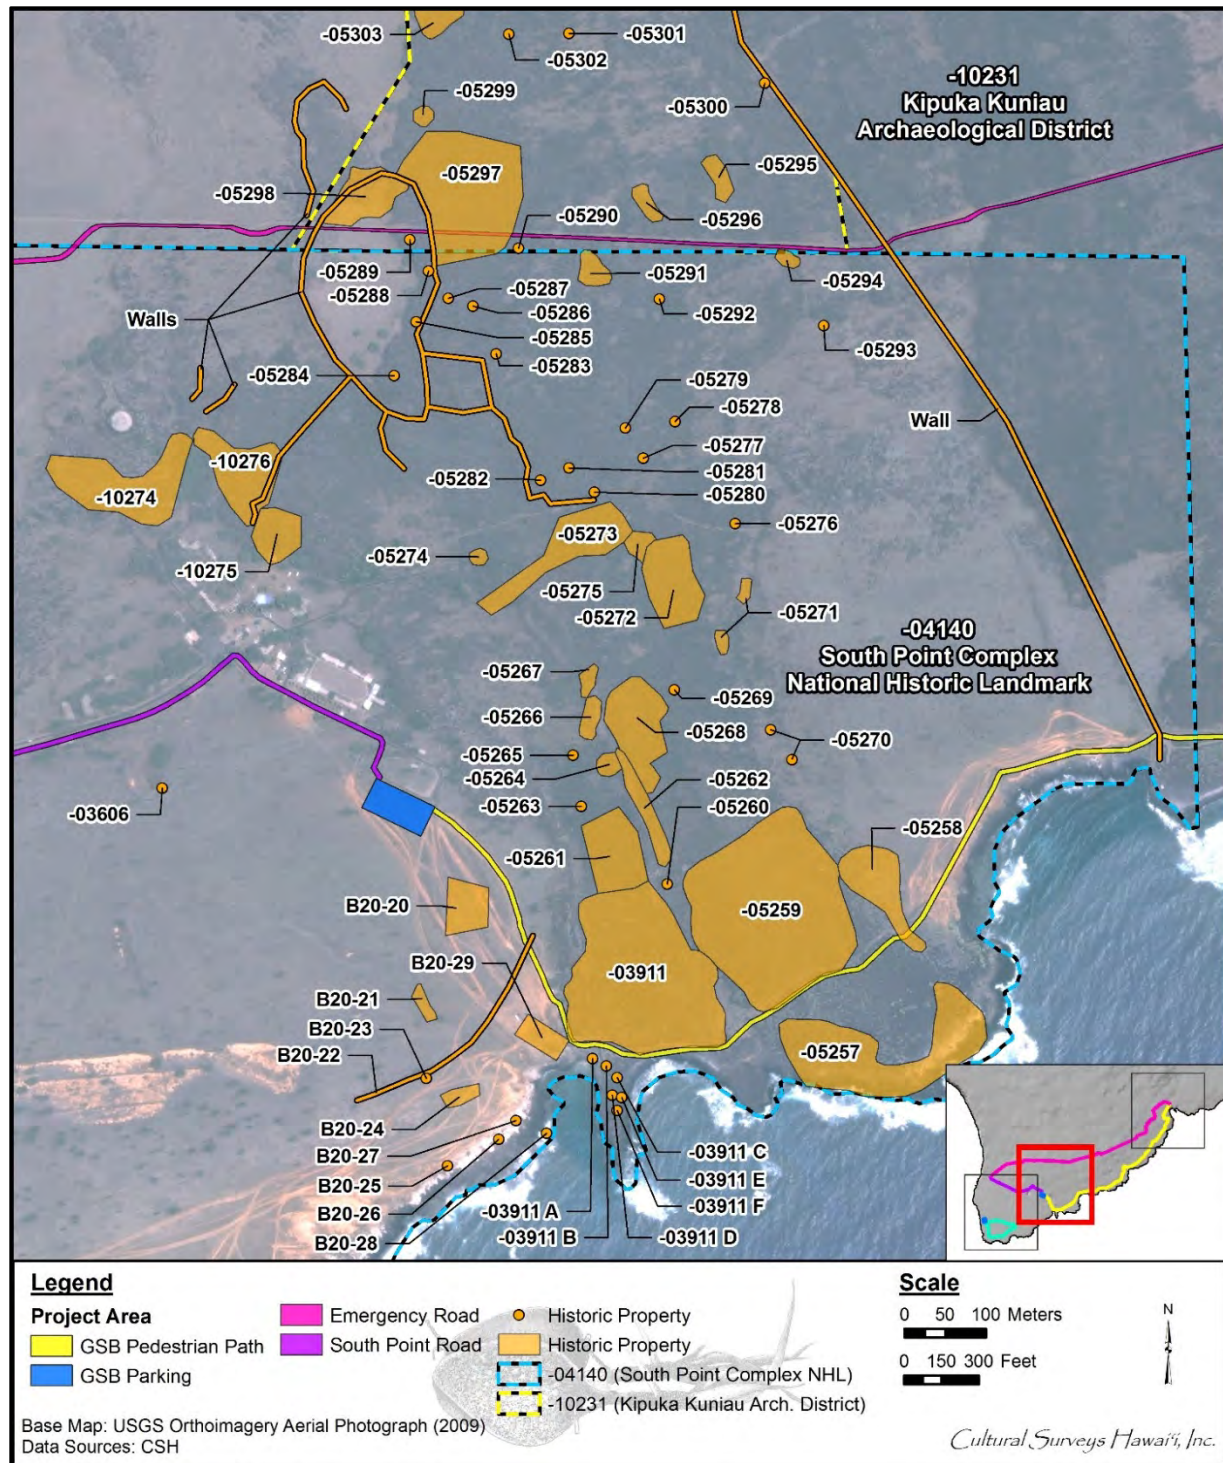 -05303
-05301
-05302
-10231
Kipuka Kuniau
Archaeological District
-05299
-05300
-05298
-05297
-05295
-05296
-05290
-05289
-05291
-05294
-05288
-05287
-05292
Walls
-05286
-05285
-05293
-05283
-05284
-05279
-05278
Wall
-05277
-10276
-05281
-05282
-05280
-10274
-05276
-05273
-05274
-10275
-05275
-05272
-05271
-04140
South Point Complex
National Historic Landmark
-05267
-05269
-05266
-05268
-05270
-05265
-05264
-05262
-03606
-05263
-05260
-05258
-05261
B20-20
-05259
B20-29
-03911
B20-21
B20-23
B20-22
-05257
B20-24
B20-27
-03911 C
B20-25
-03911 E
B20-26
-03911 A
-03911 F
B20-28
-03911 B
-03911 D
Legend
Project Area
GSB Pedestrian Path
GSB Parking
Emergency Road
South Point Road
Historic Property
Historic Property
-04140 (South Point Complex NHL)
-10231 (Kipuka Kuniau Arch. District)
Scale
0 50 100 Meters
0 150 300 Feet
N
Base Map: USGS Orthoimagery Aerial Photograph (2009)
Data Sources: CSH
Cultural Surveys Hawaiʻi, Inc.